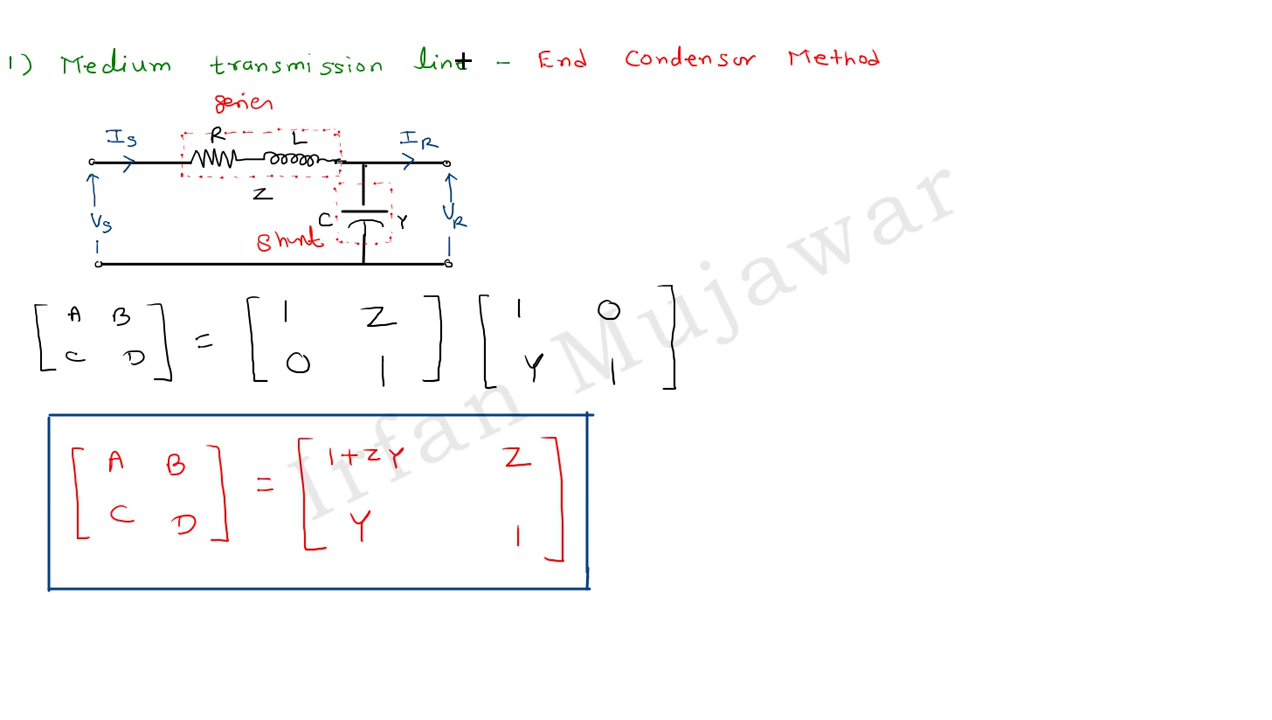 1) Medium transmission line - End Condensor Method
series
Is R L IR
Z
Vs C Y VR
Shunt
[ A B ; C D ] = [ 1 Z ; 0 1 ] [ 1 0 ; Y 1 ]
[ A B ; C D ] = [ 1+ZY Z ; Y 1 ]
Irfan Mujawar